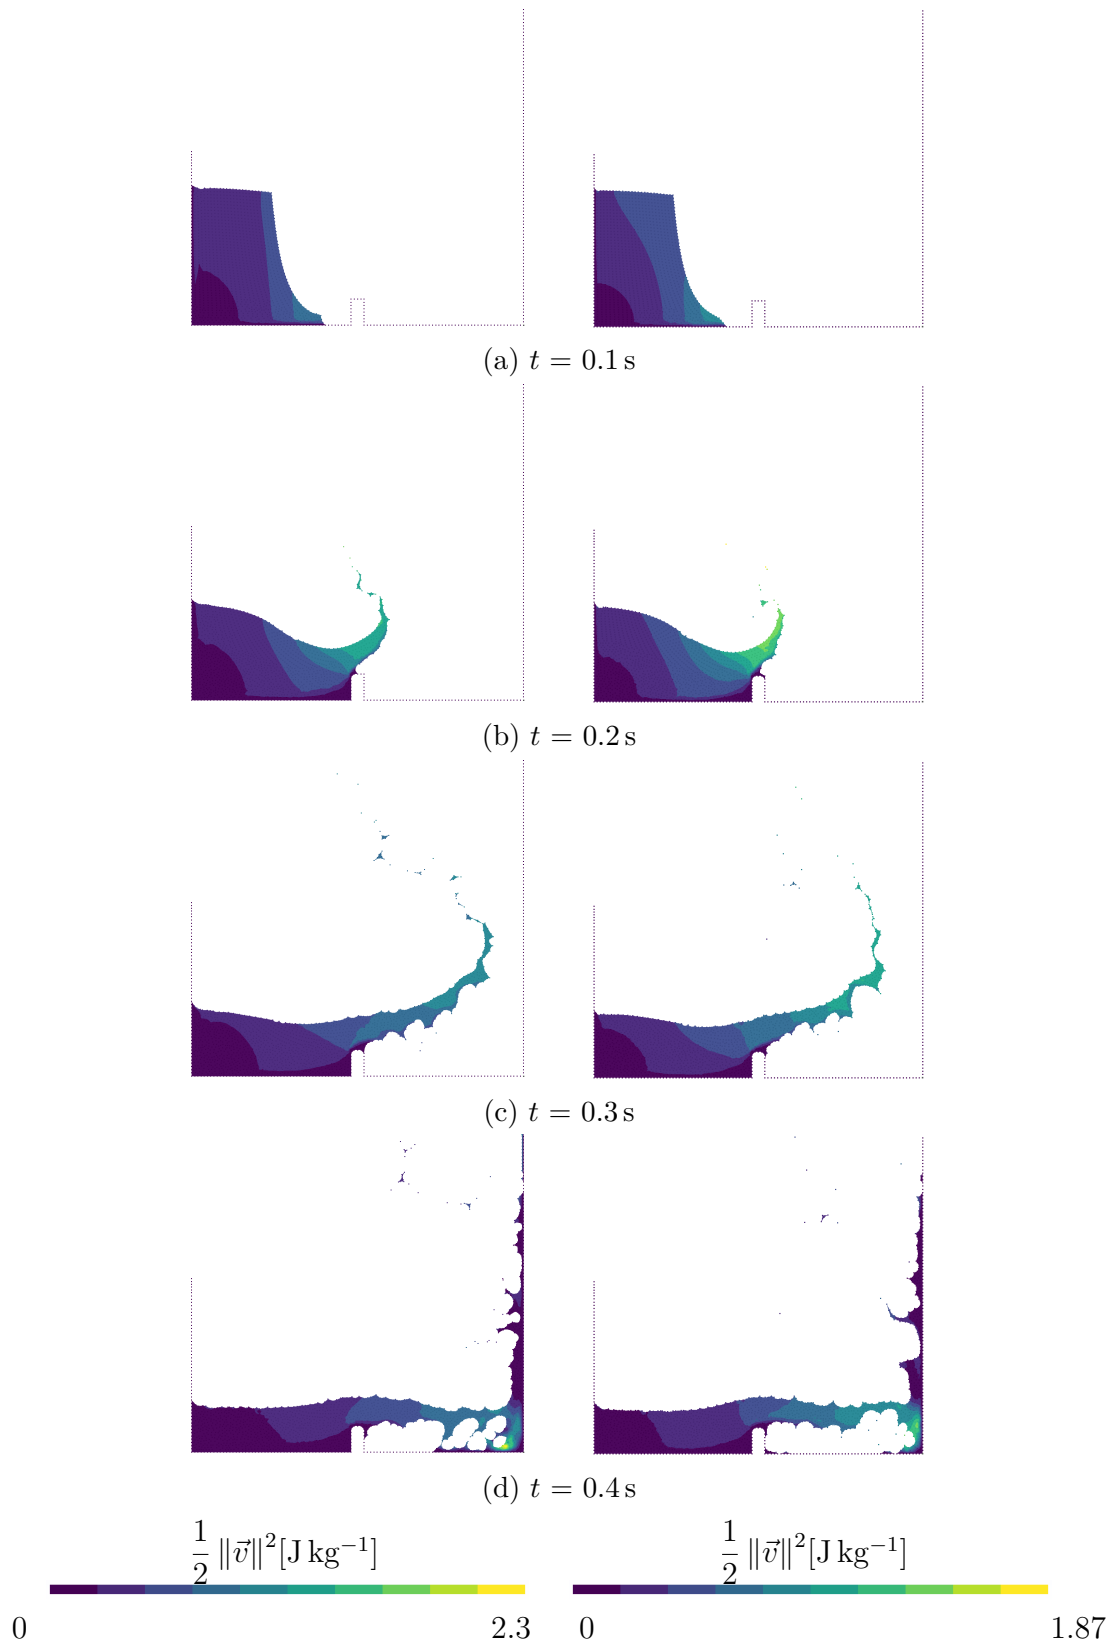 (a) t = 0.1 s
(b) t = 0.2 s
(c) t = 0.3 s
(d) t = 0.4 s
1/2 ‖v⃗‖²[J kg⁻¹] 1/2 ‖v⃗‖²[J kg⁻¹]
0 2.3 0 1.87